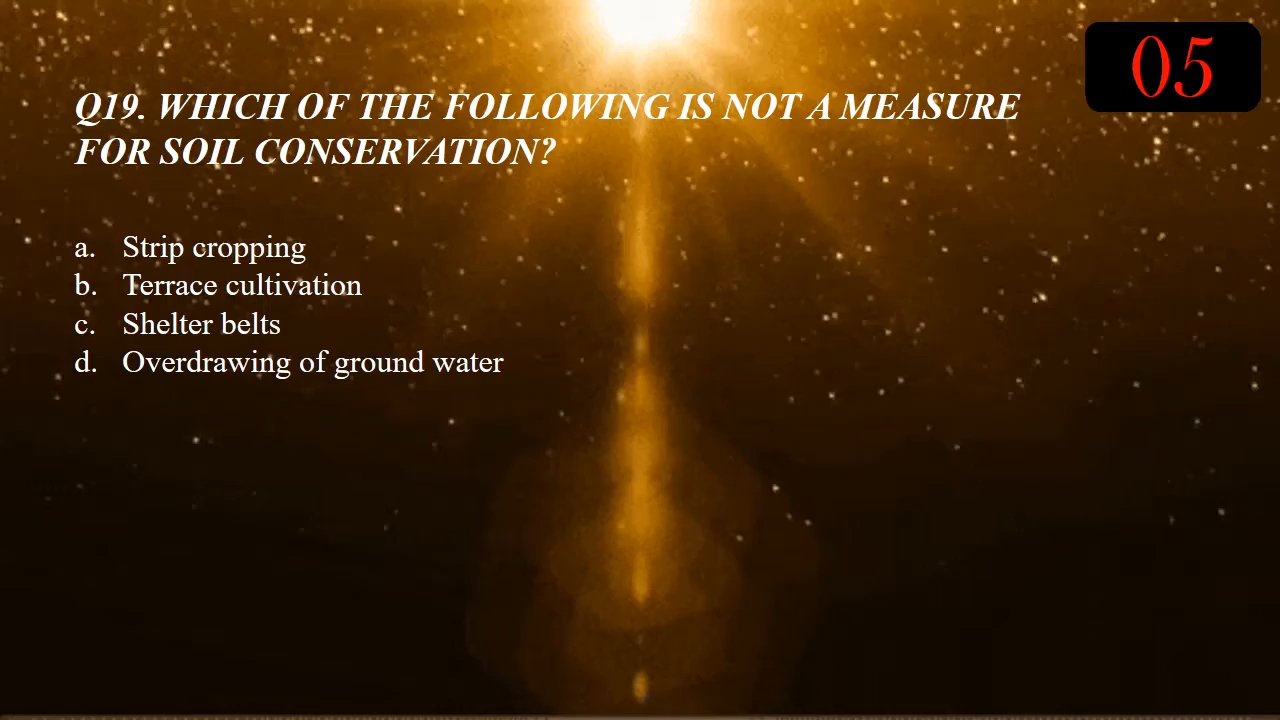 05
Q19. WHICH OF THE FOLLOWING IS NOT A MEASURE
FOR SOIL CONSERVATION?
a. Strip cropping
b. Terrace cultivation
c. Shelter belts
d. Overdrawing of ground water